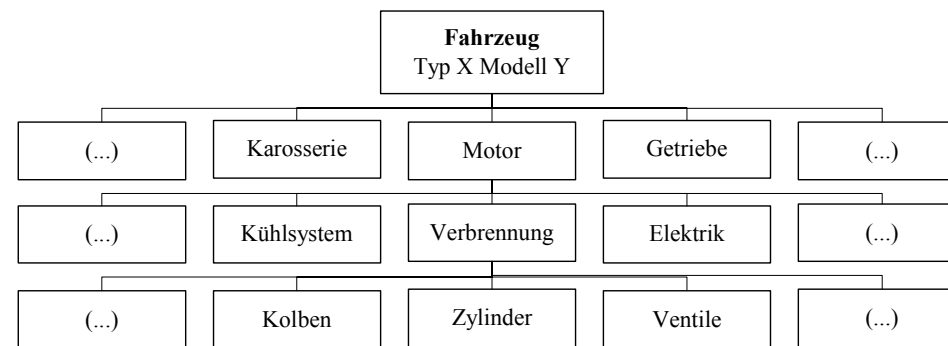 Fahrzeug
Typ X Modell Y
(...)
Karosserie
Motor
Getriebe
(...)
(...)
Kühlsystem
Verbrennung
Elektrik
(...)
(...)
Kolben
Zylinder
Ventile
(...)